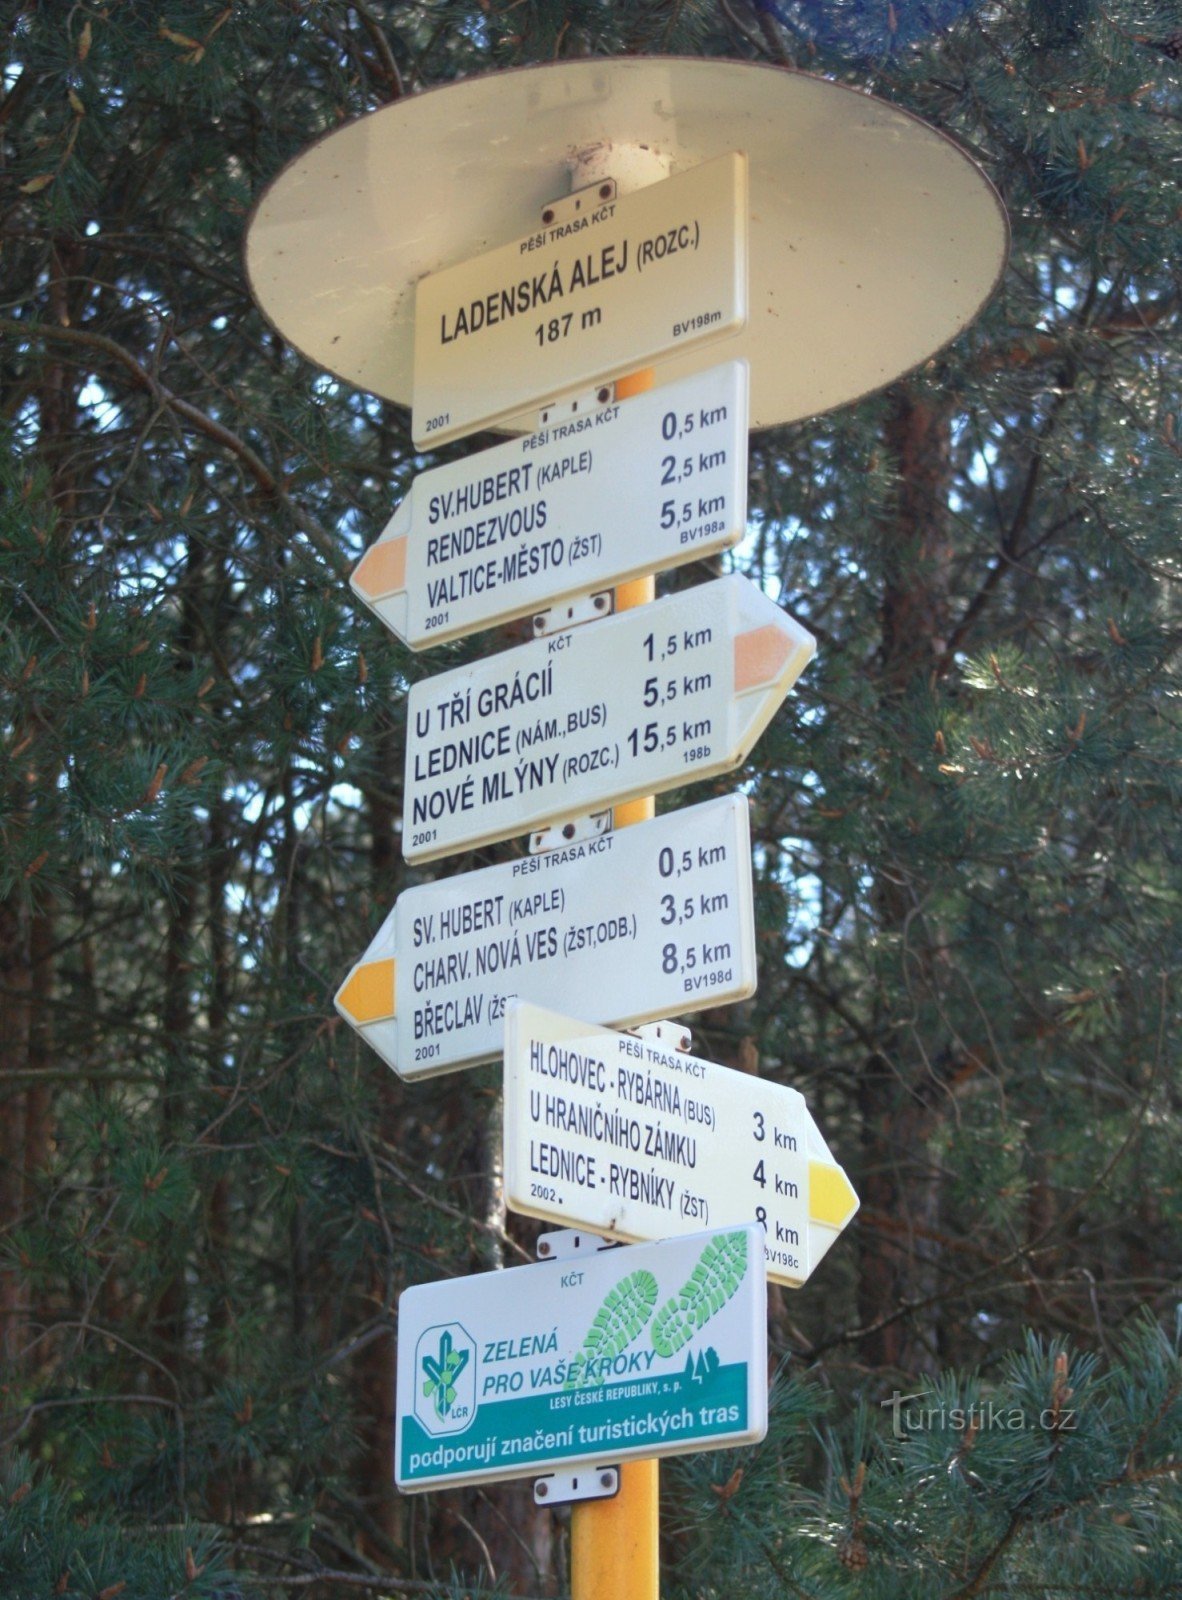 PĚŠÍ TRASA KČT
LADENSKÁ ALEJ (ROZC.)
187 m
2001 BV198m
PĚŠÍ TRASA KČT
SV.HUBERT (KAPLE) 0,5 km
RENDEZVOUS 2,5 km
VALTICE-MĚSTO (ŽST) 5,5 km
2001 BV198a
KČT
U TŘÍ GRÁCIÍ 1,5 km
LEDNICE (NÁM.,BUS) 5,5 km
NOVÉ MLÝNY (ROZC.) 15,5 km
2001 198b
PĚŠÍ TRASA KČT
SV. HUBERT (KAPLE) 0,5 km
CHARV. NOVÁ VES (ŽST,ODB.) 3,5 km
BŘECLAV 8,5 km
2001 BV198d
PĚŠÍ TRASA KČT
HLOHOVEC - RYBÁRNA (BUS) 3 km
U HRANIČNÍHO ZÁMKU 4 km
LEDNICE - RYBNÍKY (ŽST) 8 km
2002 BV198c
KČT
ZELENÁ
PRO VAŠE KROKY
LČR LESY ČESKÉ REPUBLIKY, s. p.
podporují značení turistických tras
Turistika.cz